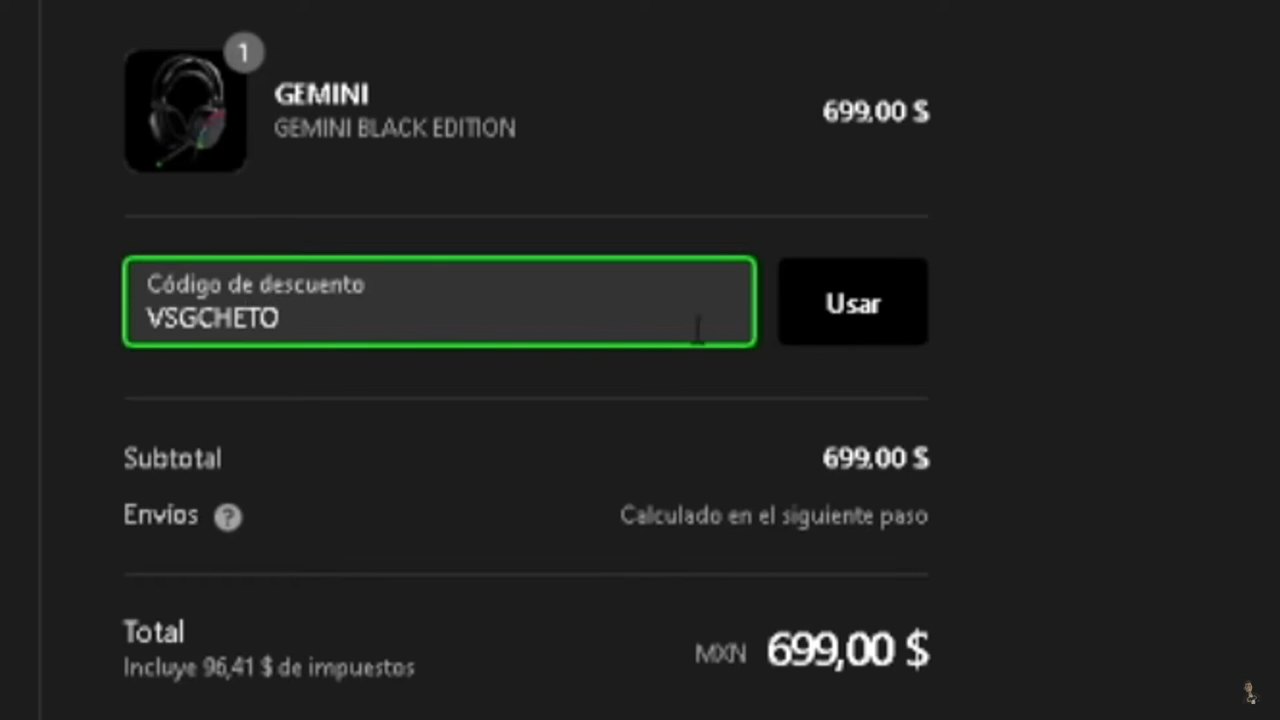 1
GEMINI
GEMINI BLACK EDITION
699,00 $
Código de descuento
VSGCHETO
Usar
Subtotal
699,00 $
Envíos ?
Calculado en el siguiente paso
Total
Incluye 96,41 $ de impuestos
MXN 699,00 $